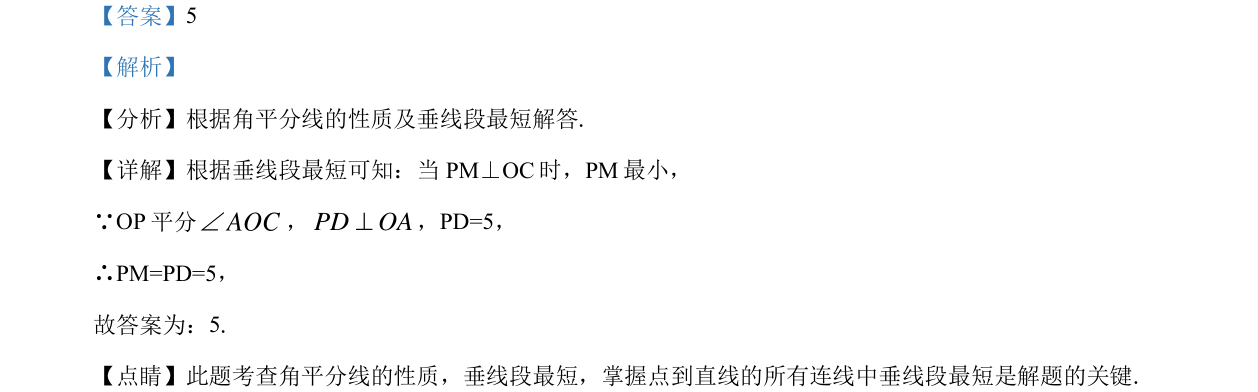 【答案】5
【解析】
【分析】根据角平分线的性质及垂线段最短解答.
【详解】根据垂线段最短可知：当 PM⊥OC 时，PM 最小，
∵OP 平分∠AOC，PD⊥OA，PD=5，
∴PM=PD=5，
故答案为：5.
【点睛】此题考查角平分线的性质，垂线段最短，掌握点到直线的所有连线中垂线段最短是解题的关键.